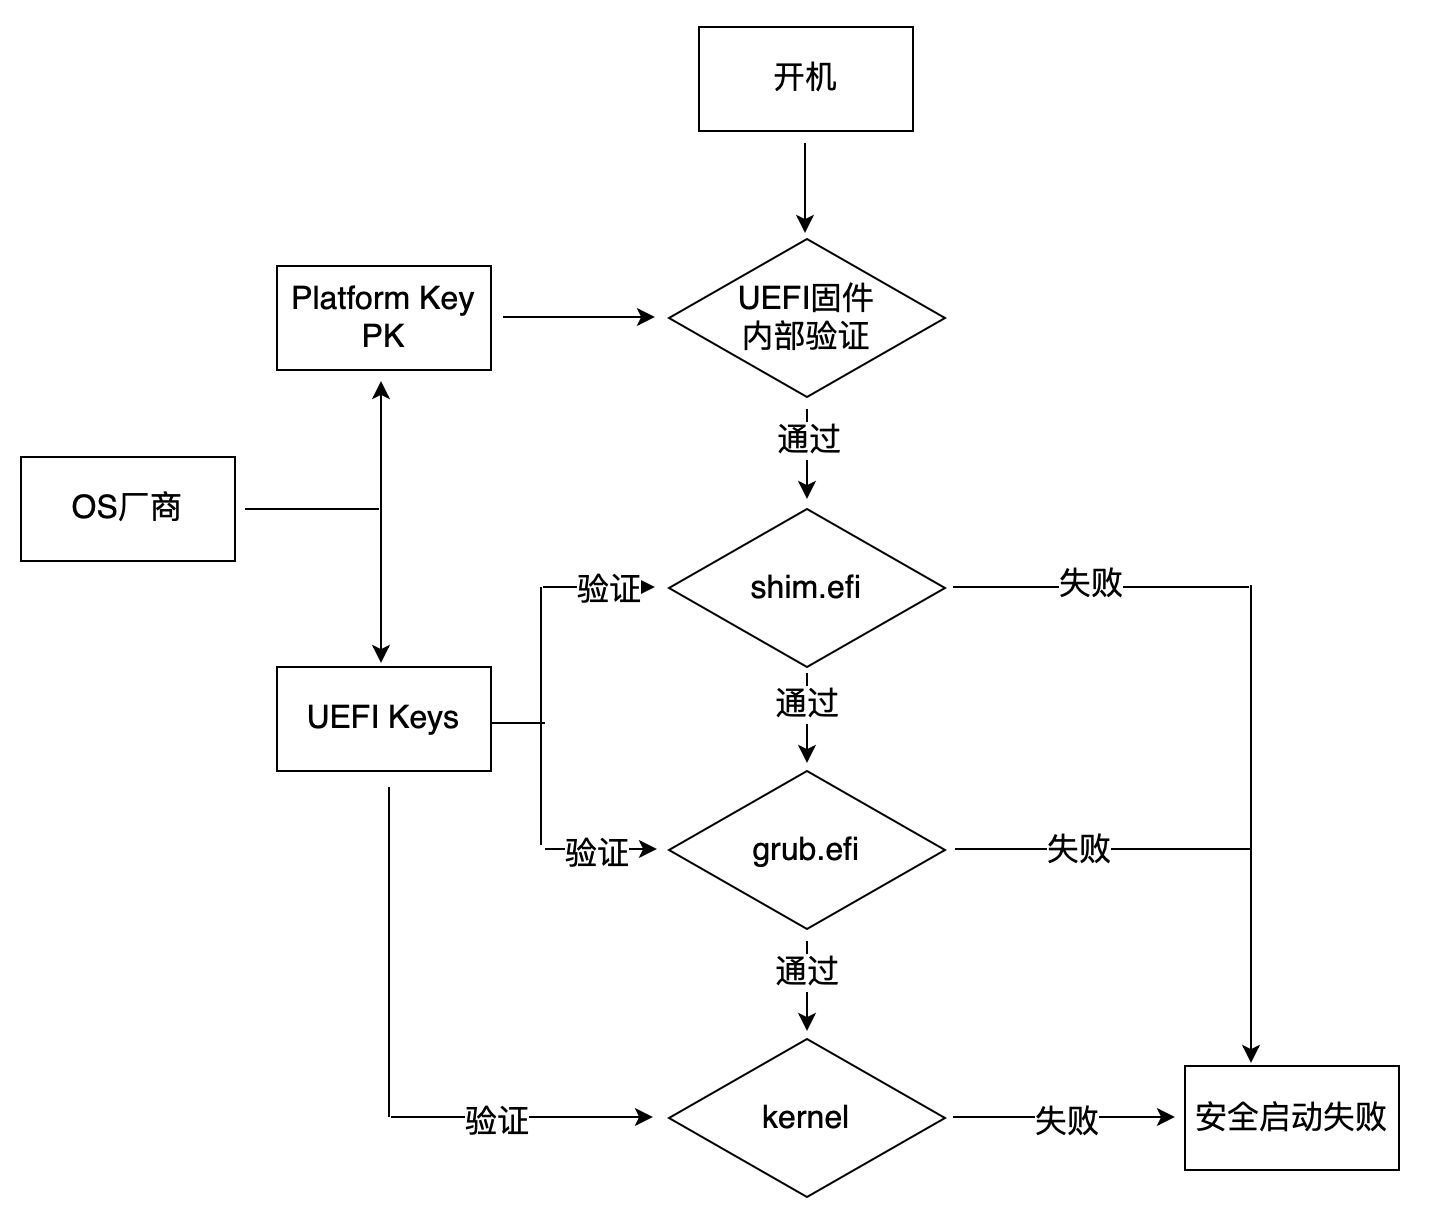 开机
Platform Key
PK
UEFI固件
内部验证
通过
OS厂商
验证
shim.efi
失败
通过
UEFI Keys
验证
grub.efi
失败
通过
验证
kernel
失败
安全启动失败